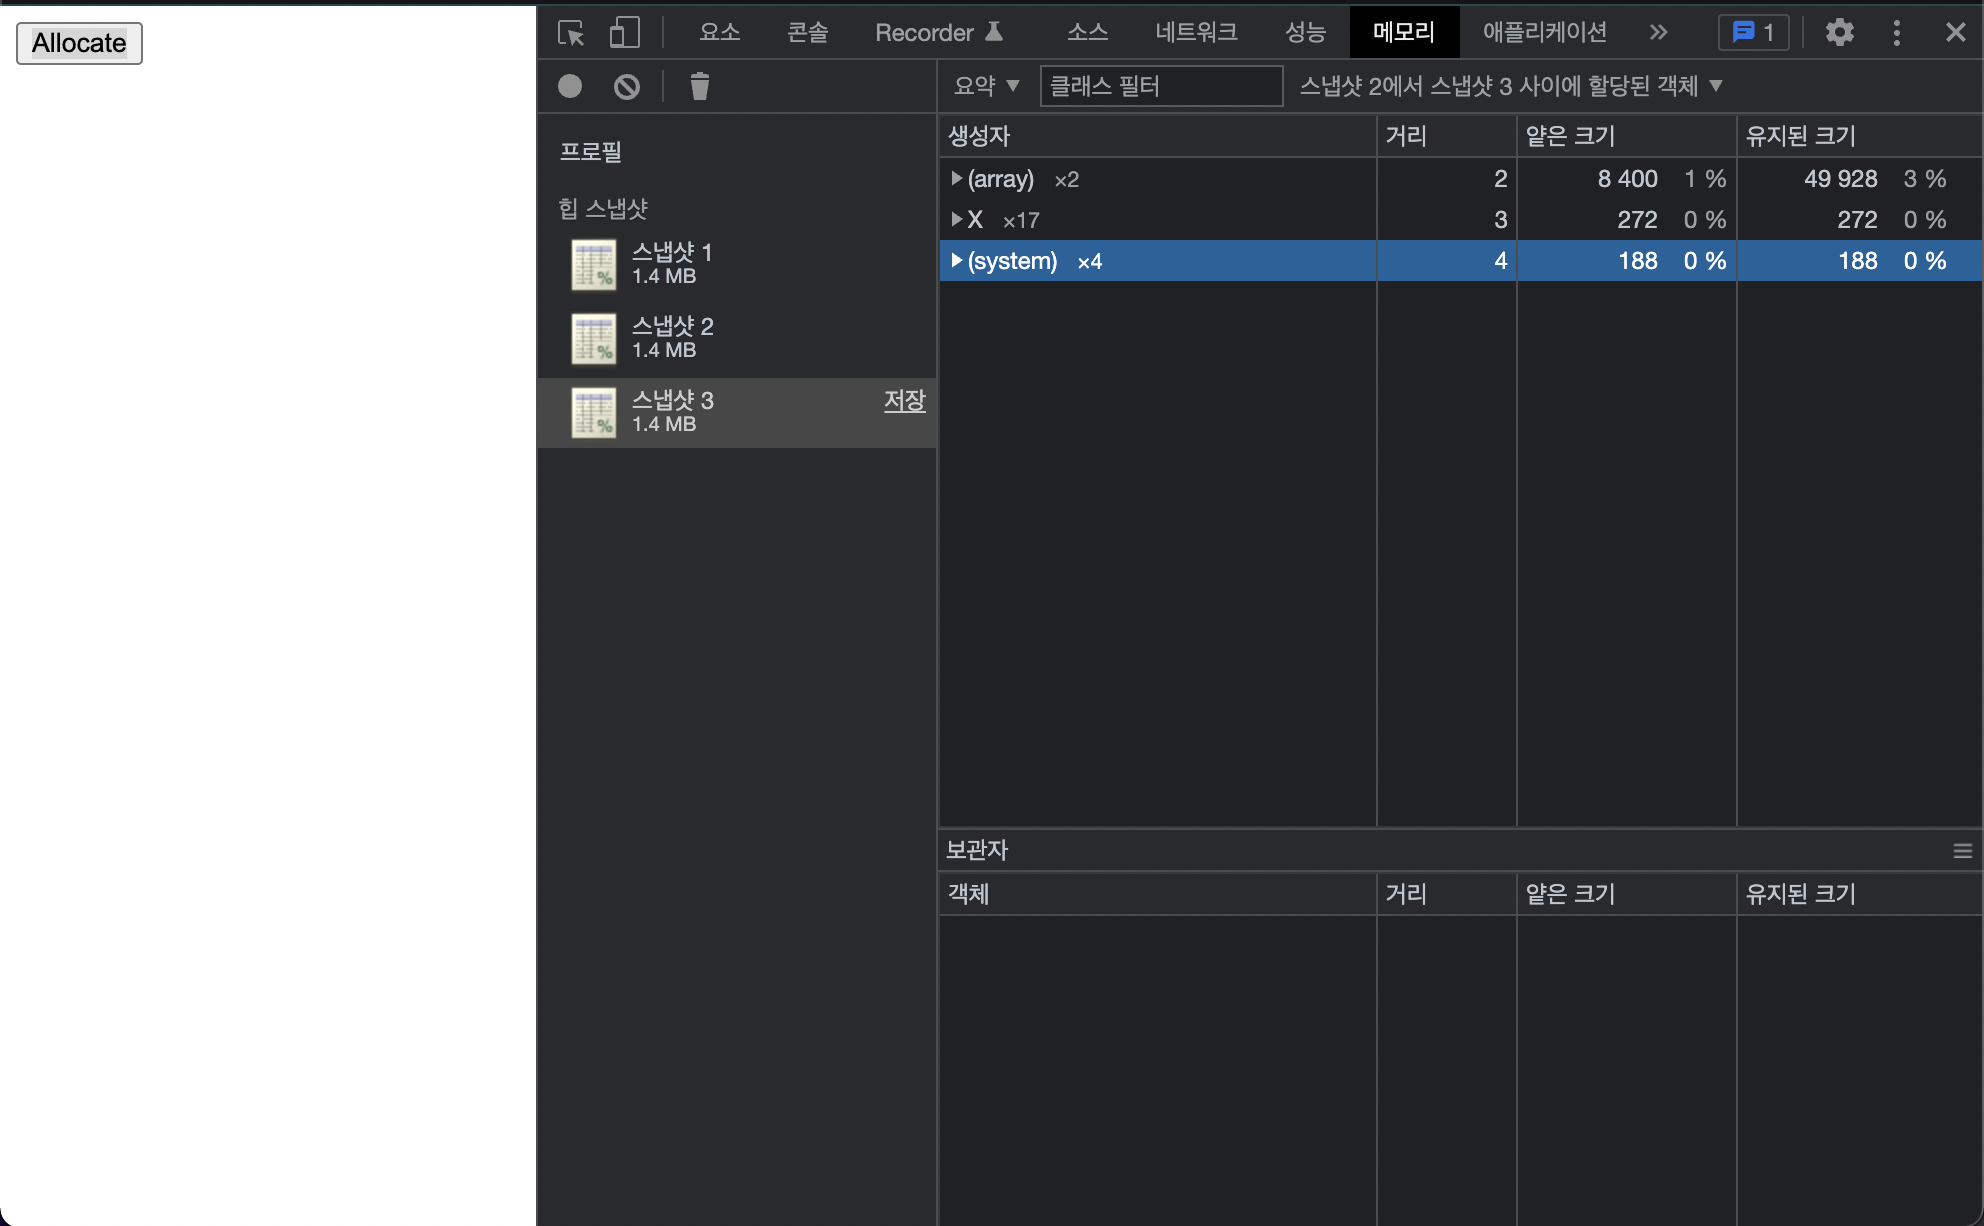 Allocate
요소 콘솔 Recorder 소스 네트워크 성능 메모리 애플리케이션 » 1
요약 ▼ 클래스 필터 스냅샷 2에서 스냅샷 3 사이에 할당된 객체 ▼
프로필
힙 스냅샷
스냅샷 1
1.4 MB
스냅샷 2
1.4 MB
스냅샷 3 저장
1.4 MB
생성자 거리 얕은 크기 유지된 크기
(array) ×2 2 8 400 1 % 49 928 3 %
X ×17 3 272 0 % 272 0 %
(system) ×4 4 188 0 % 188 0 %
보관자
객체 거리 얕은 크기 유지된 크기